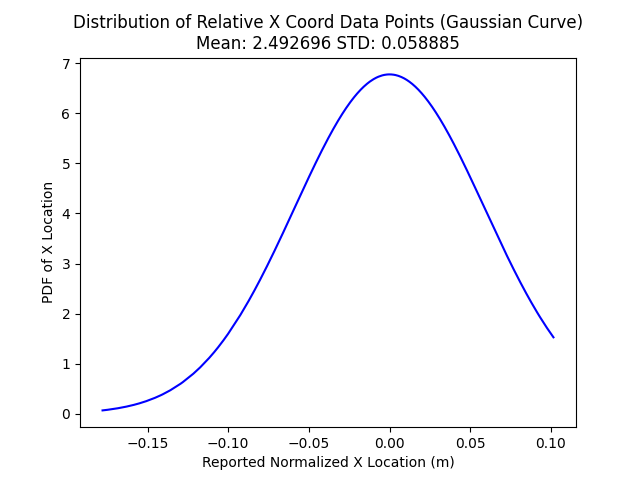 Distribution of Relative X Coord Data Points (Gaussian Curve)
Mean: 2.492696 STD: 0.058885
7
6
5
4
3
2
1
0
PDF of X Location
−0.15 −0.10 −0.05 0.00 0.05 0.10
Reported Normalized X Location (m)